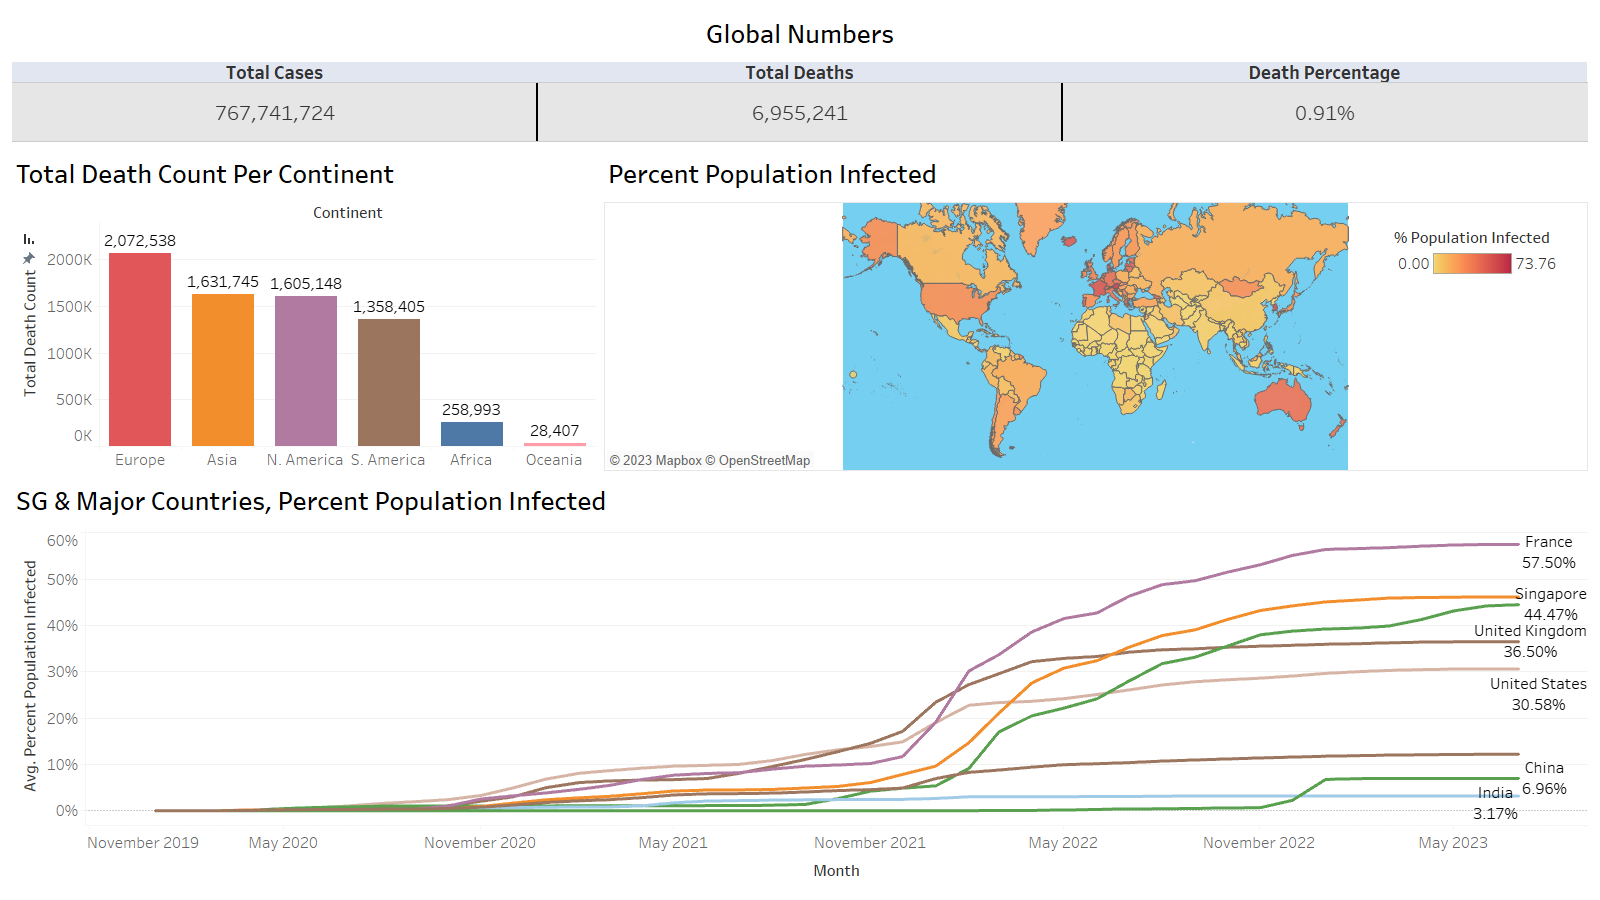 Global Numbers
Total Cases Total Deaths Death Percentage
767,741,724 6,955,241 0.91%
Total Death Count Per Continent
Continent
Total Death Count
2000K
1500K
1000K
500K
0K
2,072,538
1,631,745
1,605,148
1,358,405
258,993
28,407
Europe Asia N. America S. America Africa Oceania
Percent Population Infected
© 2023 Mapbox © OpenStreetMap
% Population Infected
0.00 73.76
SG & Major Countries, Percent Population Infected
Avg. Percent Population Infected
60%
50%
40%
30%
20%
10%
0%
France
57.50%
Singapore
44.47%
United Kingdom
36.50%
United States
30.58%
China
6.96%
India
3.17%
November 2019 May 2020 November 2020 May 2021 November 2021 May 2022 November 2022 May 2023
Month